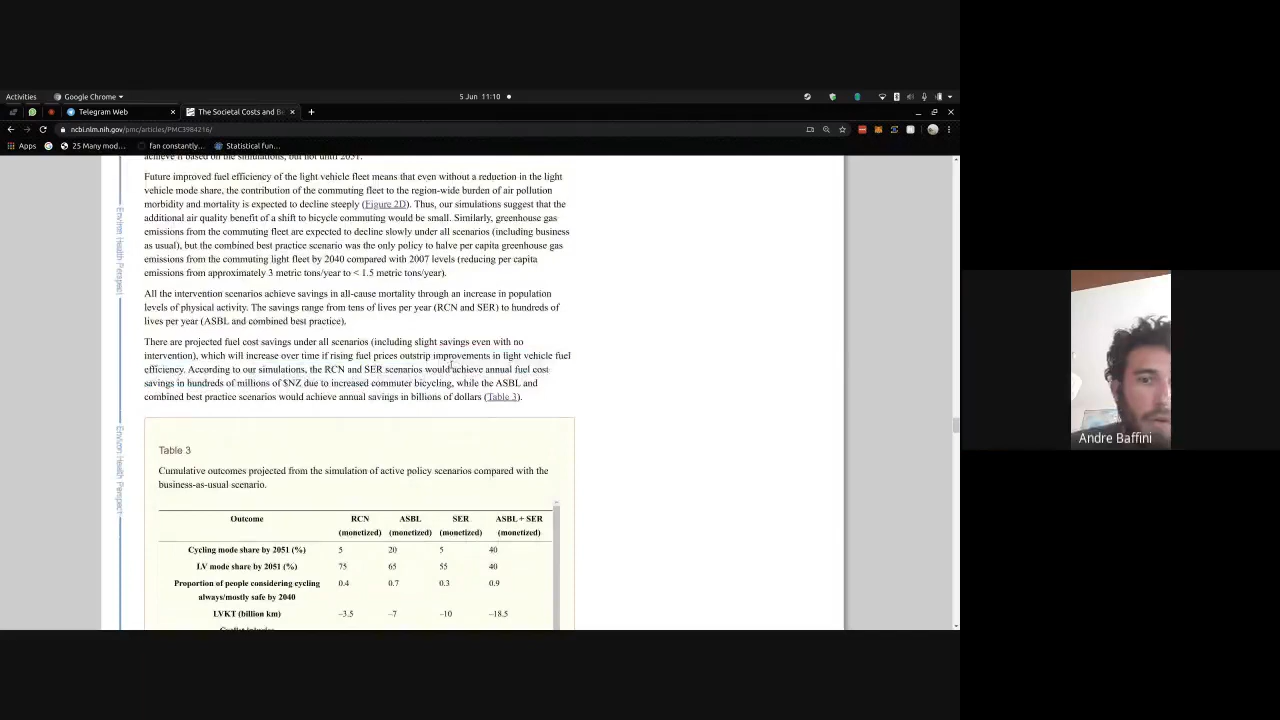 Activities
Google Chrome
5 Jun 11:10
Telegram Web
The Societal Costs and Be
ncbi.nlm.nih.gov/pmc/articles/PMC3984216/
Apps
25 Many mod...
fan constantly...
Statistical fun...
achieve it based on the simulations, but not until 2051.
Future improved fuel efficiency of the light vehicle fleet means that even without a reduction in the light
vehicle mode share, the contribution of the commuting fleet to the region-wide burden of air pollution
morbidity and mortality is expected to decline steeply (Figure 2D). Thus, our simulations suggest that the
additional air quality benefit of a shift to bicycle commuting would be small. Similarly, greenhouse gas
emissions from the commuting fleet are expected to decline slowly under all scenarios (including business
as usual), but the combined best practice scenario was the only policy to halve per capita greenhouse gas
emissions from the commuting light fleet by 2040 compared with 2007 levels (reducing per capita
emissions from approximately 3 metric tons/year to < 1.5 metric tons/year).
All the intervention scenarios achieve savings in all-cause mortality through an increase in population
levels of physical activity. The savings range from tens of lives per year (RCN and SER) to hundreds of
lives per year (ASBL and combined best practice).
There are projected fuel cost savings under all scenarios (including slight savings even with no
intervention), which will increase over time if rising fuel prices outstrip improvements in light vehicle fuel
efficiency. According to our simulations, the RCN and SER scenarios would achieve annual fuel cost
savings in hundreds of millions of $NZ due to increased commuter bicycling, while the ASBL and
combined best practice scenarios would achieve annual savings in billions of dollars (Table 3).
Table 3
Cumulative outcomes projected from the simulation of active policy scenarios compared with the
business-as-usual scenario.
Outcome RCN ASBL SER ASBL + SER
(monetized) (monetized) (monetized) (monetized)
Cycling mode share by 2051 (%) 5 20 5 40
LV mode share by 2051 (%) 75 65 55 40
Proportion of people considering cycling 0.4 0.7 0.3 0.9
always/mostly safe by 2040
LVKT (billion km) –3.5 –7 –10 –18.5
Environ Health Perspect
Environ Health Perspect
Andre Baffini